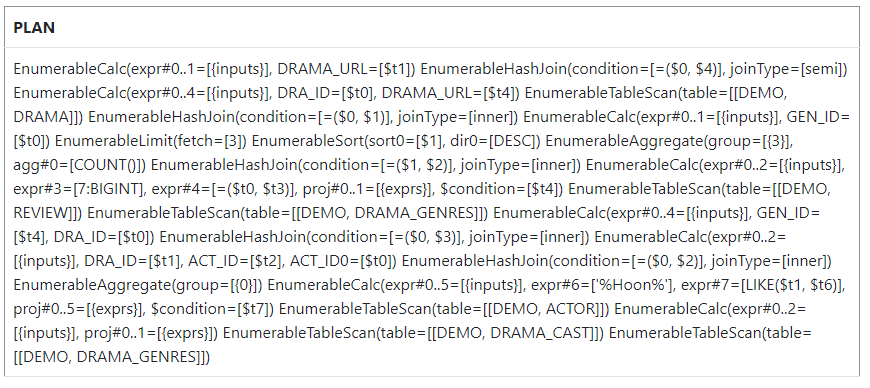 PLAN
EnumerableCalc(expr#0..1=[{inputs}], DRAMA_URL=[$t1]) EnumerableHashJoin(condition=[=($0, $4)], joinType=[semi])
EnumerableCalc(expr#0..4=[{inputs}], DRA_ID=[$t0], DRAMA_URL=[$t4]) EnumerableTableScan(table=[[DEMO,
DRAMA]]) EnumerableHashJoin(condition=[=($0, $1)], joinType=[inner]) EnumerableCalc(expr#0..1=[{inputs}], GEN_ID=
[$t0]) EnumerableLimit(fetch=[3]) EnumerableSort(sort0=[$1], dir0=[DESC]) EnumerableAggregate(group=[{3}],
agg#0=[COUNT()]) EnumerableHashJoin(condition=[=($1, $2)], joinType=[inner]) EnumerableCalc(expr#0..2=[{inputs}],
expr#3=[7:BIGINT], expr#4=[=($t0, $t3)], proj#0..1=[{exprs}], $condition=[$t4]) EnumerableTableScan(table=[[DEMO,
REVIEW]]) EnumerableTableScan(table=[[DEMO, DRAMA_GENRES]]) EnumerableCalc(expr#0..4=[{inputs}], GEN_ID=
[$t4], DRA_ID=[$t0]) EnumerableHashJoin(condition=[=($0, $3)], joinType=[inner]) EnumerableCalc(expr#0..2=
[{inputs}], DRA_ID=[$t1], ACT_ID=[$t2], ACT_ID0=[$t0]) EnumerableHashJoin(condition=[=($0, $2)], joinType=[inner])
EnumerableAggregate(group=[{0}]) EnumerableCalc(expr#0..5=[{inputs}], expr#6=['%Hoon%'], expr#7=[LIKE($t1, $t6)],
proj#0..5=[{exprs}], $condition=[$t7]) EnumerableTableScan(table=[[DEMO, ACTOR]]) EnumerableCalc(expr#0..2=
[{inputs}], proj#0..1=[{exprs}]) EnumerableTableScan(table=[[DEMO, DRAMA_CAST]]) EnumerableTableScan(table=
[[DEMO, DRAMA_GENRES]])